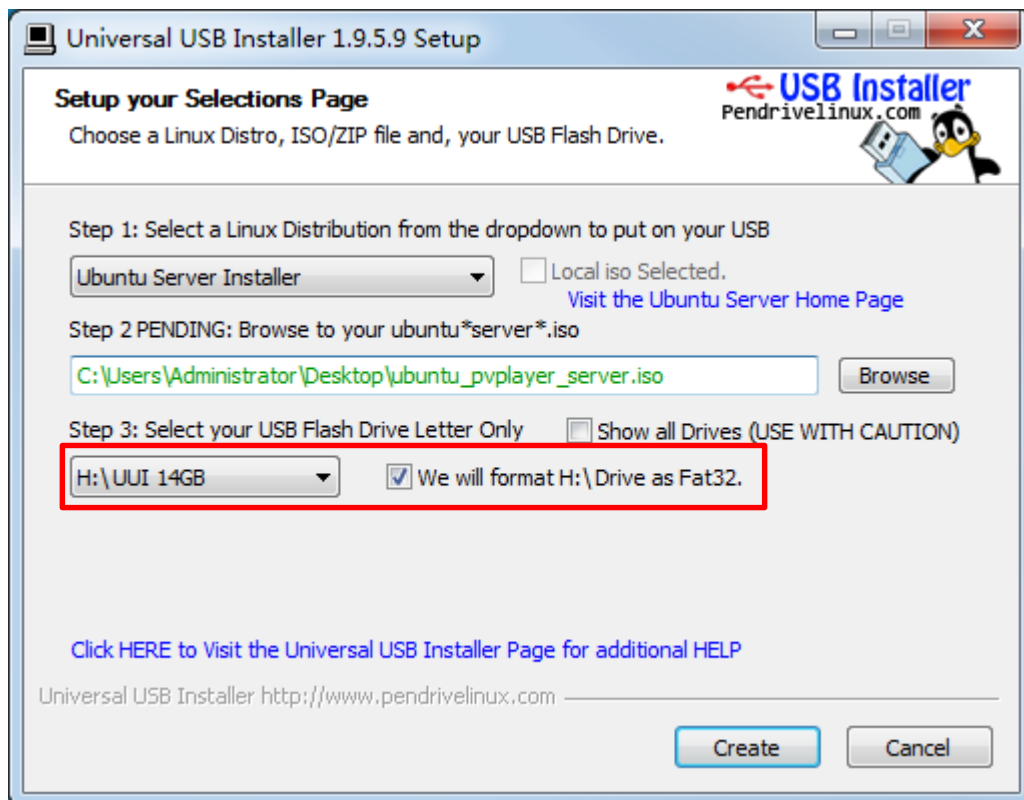 Universal USB Installer 1.9.5.9 Setup
Setup your Selections Page
Choose a Linux Distro, ISO/ZIP file and, your USB Flash Drive.
USB Installer
Pendrivelinux.com
Step 1: Select a Linux Distribution from the dropdown to put on your USB
Ubuntu Server Installer
Local iso Selected.
Visit the Ubuntu Server Home Page
Step 2 PENDING: Browse to your ubuntu*server*.iso
C:\Users\Administrator\Desktop\ubuntu_pvplayer_server.iso
Browse
Step 3: Select your USB Flash Drive Letter Only
Show all Drives (USE WITH CAUTION)
H:\UUI 14GB
We will format H:\Drive as Fat32.
Click HERE to Visit the Universal USB Installer Page for additional HELP
Universal USB Installer http://www.pendrivelinux.com
Create
Cancel